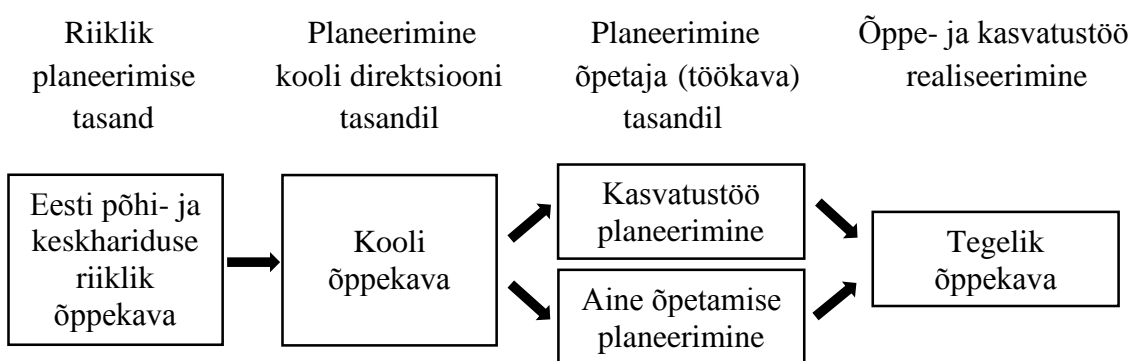 Riiklik
planeerimise
tasand
Planeerimine
kooli direktsiooni
tasandil
Planeerimine
õpetaja (töökava)
tasandil
Õppe- ja kasvatustöö
realiseerimine
Eesti põhi- ja
keskhariduse
riiklik
õppekava
Kooli
õppekava
Kasvatustöö
planeerimine
Aine õpetamise
planeerimine
Tegelik
õppekava